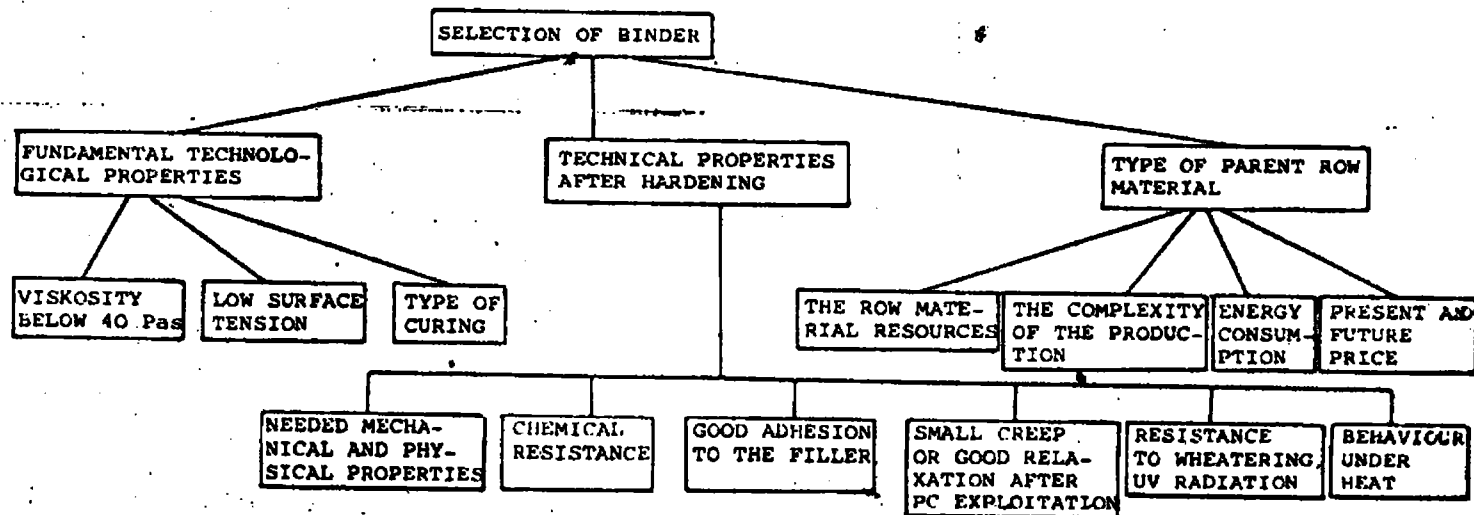 SELECTION OF BINDER
FUNDAMENTAL TECHNOLO-
GICAL PROPERTIES
TECHNICAL PROPERTIES
AFTER HARDENING
TYPE OF PARENT ROW
MATERIAL
VISKOSITY
BELOW 40 Pas
LOW SURFACE
TENSION
TYPE OF
CURING
THE ROW MATE-
RIAL RESOURCES
THE COMPLEXITY
OF THE PRODUC-
TION
ENERGY
CONSUM-
PTION
PRESENT AND
FUTURE
PRICE
NEEDED MECHA-
NICAL AND PHY-
SICAL PROPERTIES
CHEMICAL
RESISTANCE
GOOD ADHESION
TO THE FILLER
SMALL CREEP
OR GOOD RELA-
XATION AFTER
PC EXPLOITATION
RESISTANCE
TO WHEATERING,
UV RADIATION
BEHAVIOUR
UNDER
HEAT